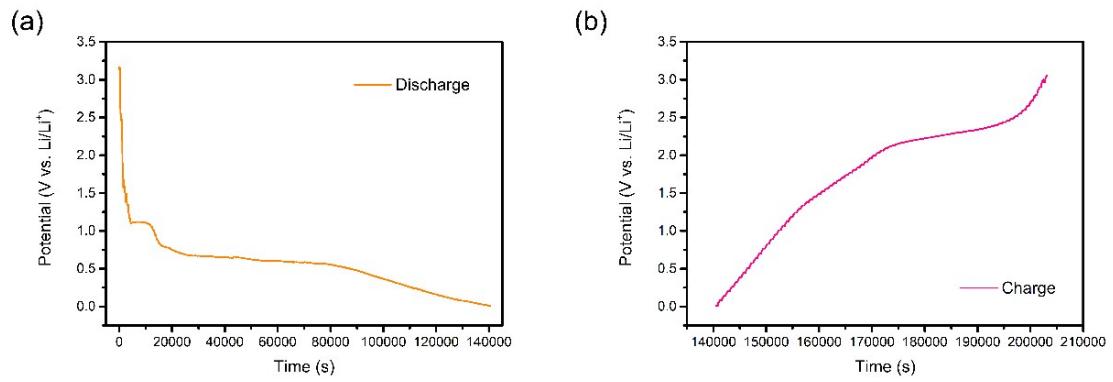 (a)
3.5
3.0
2.5
2.0
1.5
1.0
0.5
0.0
Potential (V vs. Li/Li⁺)
Discharge
0 20000 40000 60000 80000 100000 120000 140000
Time (s)
(b)
3.5
3.0
2.5
2.0
1.5
1.0
0.5
0.0
Potential (V vs. Li/Li⁺)
Charge
140000 150000 160000 170000 180000 190000 200000 210000
Time (s)